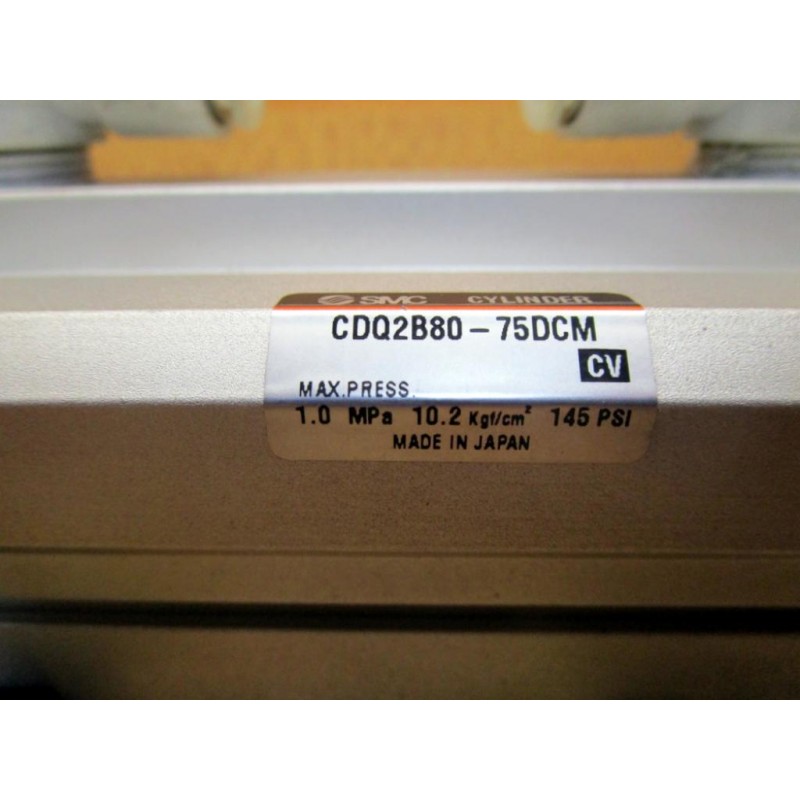 SMC CYLINDER
CDQ2B80-75DCM
CV
MAX.PRESS.
1.0 MPa 10.2 Kgf/cm² 145 PSI
MADE IN JAPAN